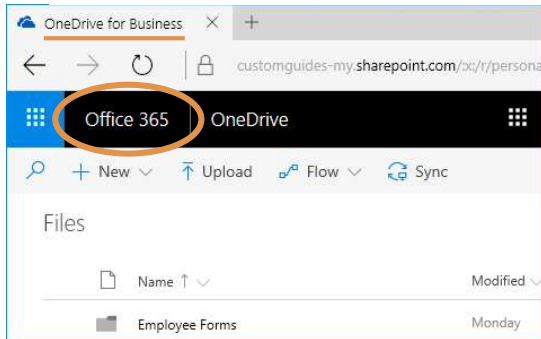 OneDrive for Business
customguides-my.sharepoint.com/:x:/r/persona
Office 365 OneDrive
New Upload Flow Sync
Files
Name Modified
Employee Forms Monday